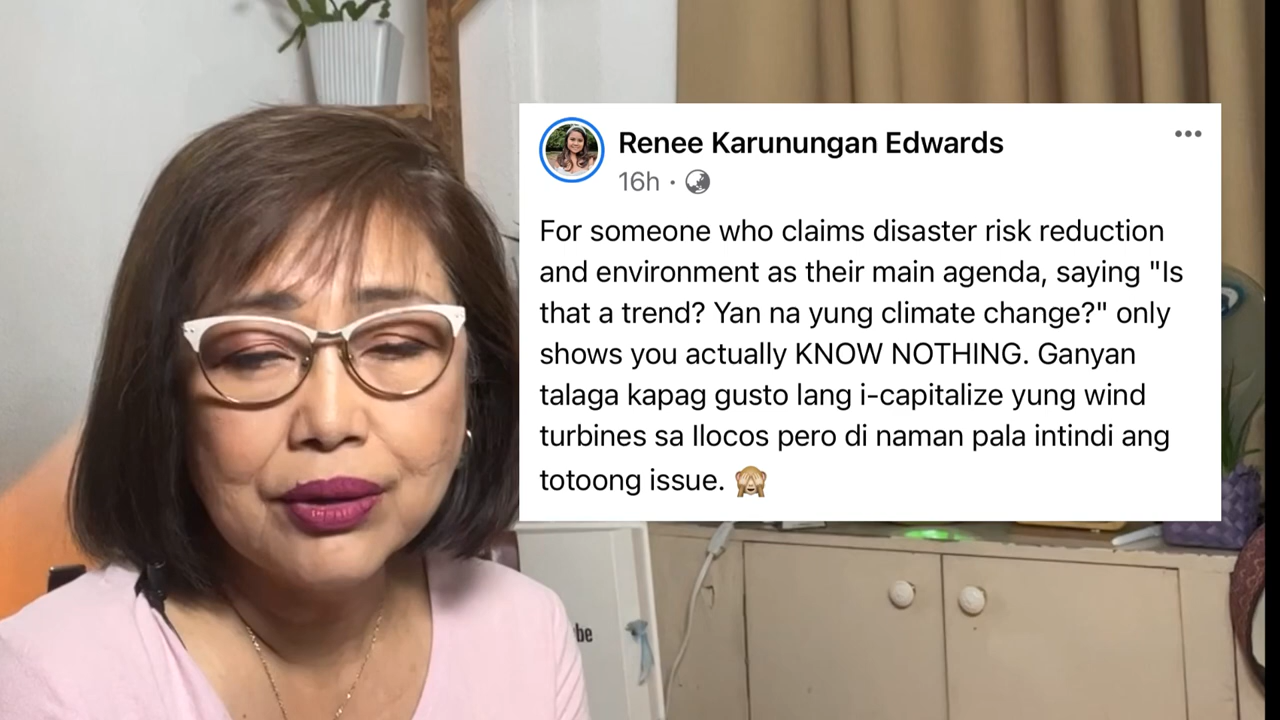 Renee Karunungan Edwards
16h ·
For someone who claims disaster risk reduction
and environment as their main agenda, saying "Is
that a trend? Yan na yung climate change?" only
shows you actually KNOW NOTHING. Ganyan
talaga kapag gusto lang i-capitalize yung wind
turbines sa Ilocos pero di naman pala intindi ang
totoong issue. 🙈
be